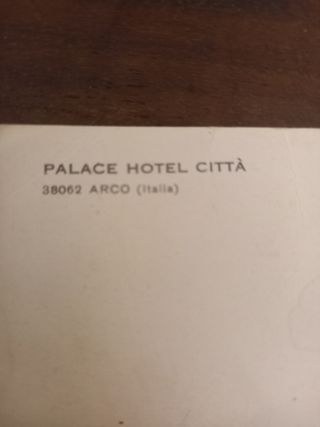 PALACE HOTEL CITTÀ
38062 ARCO (Italia)